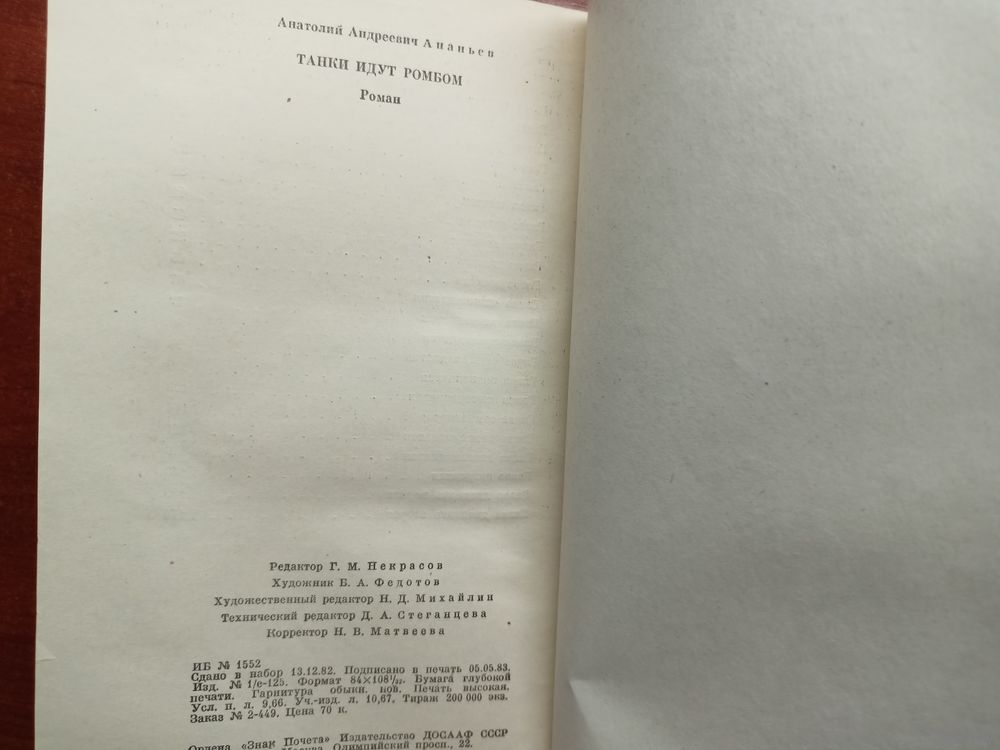 Анатолий Андреевич Ананьев
ТАНКИ ИДУТ РОМБОМ
Роман
Редактор Г. М. Некрасов
Художник Б. А. Федотов
Художественный редактор Н. Д. Михайлин
Технический редактор Д. А. Стеганцева
Корректор Н. В. Матвеева
ИБ № 1552
Сдано в набор 13.12.82. Подписано в печать 05.05.83.
Изд. № 1/е-125. Формат 84×108 1/32. Бумага глубокой
печати. Гарнитура обыкн. нов. Печать высокая.
Усл. п. л. 9,66. Уч.-изд. л. 10,67. Тираж 200 000 экз.
Заказ № 2-449. Цена 70 к.
Ордена «Знак Почета» Издательство ДОСААФ СССР
Москва, Олимпийский просп., 22.